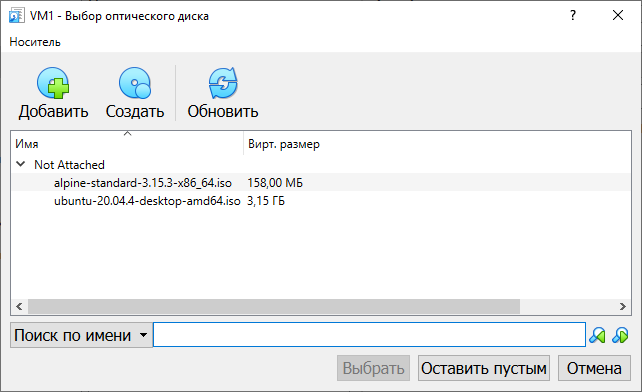 VM1 - Выбор оптического диска ? ×
Носитель
Добавить Создать Обновить
Имя Вирт. размер
Not Attached
alpine-standard-3.15.3-x86_64.iso 158,00 МБ
ubuntu-20.04.4-desktop-amd64.iso 3,15 ГБ
Поиск по имени
Выбрать Оставить пустым Отмена